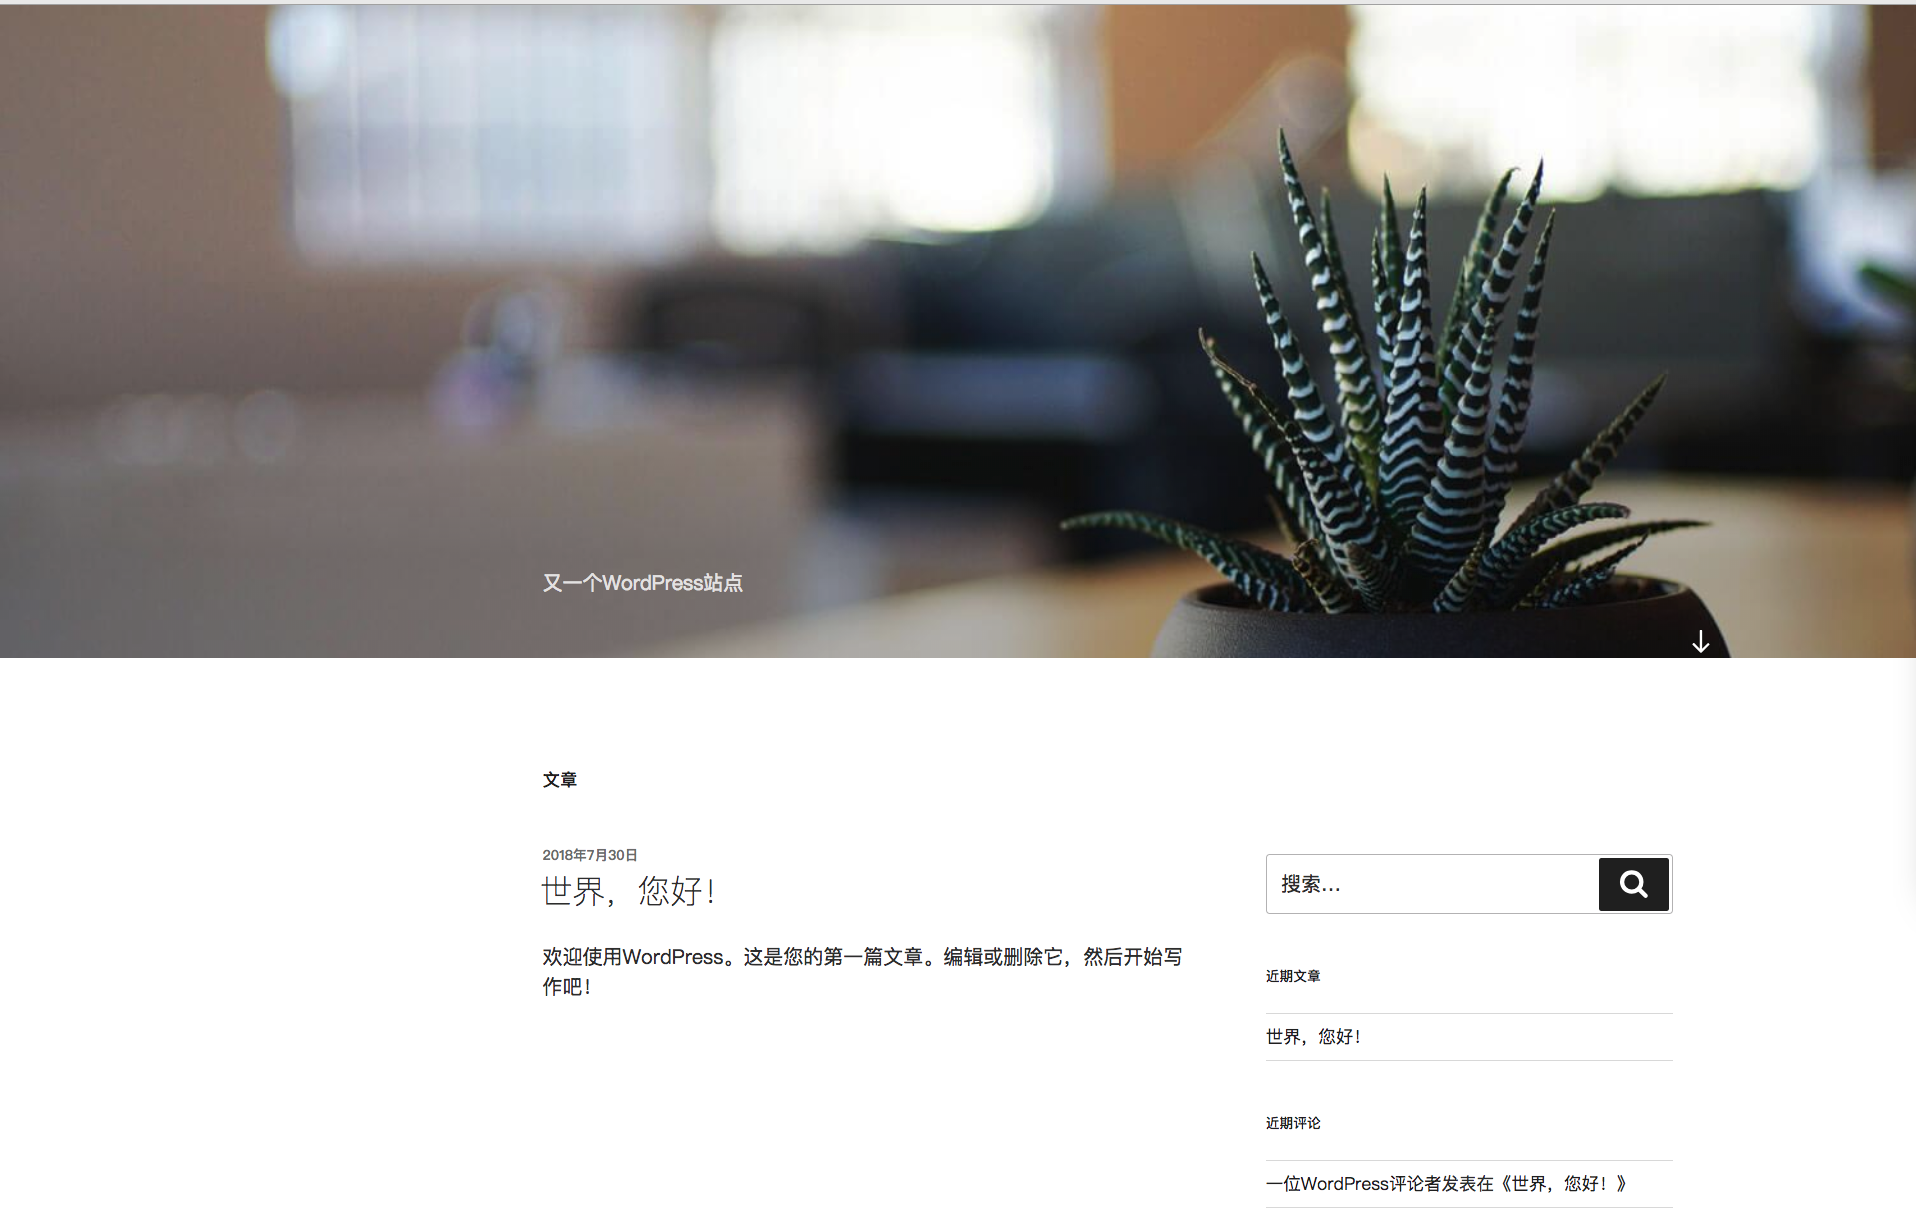 又一个WordPress站点
文章
2018年7月30日
世界，您好！
欢迎使用WordPress。这是您的第一篇文章。编辑或删除它，然后开始写
作吧！
搜索…
近期文章
世界，您好！
近期评论
一位WordPress评论者发表在《世界，您好！》